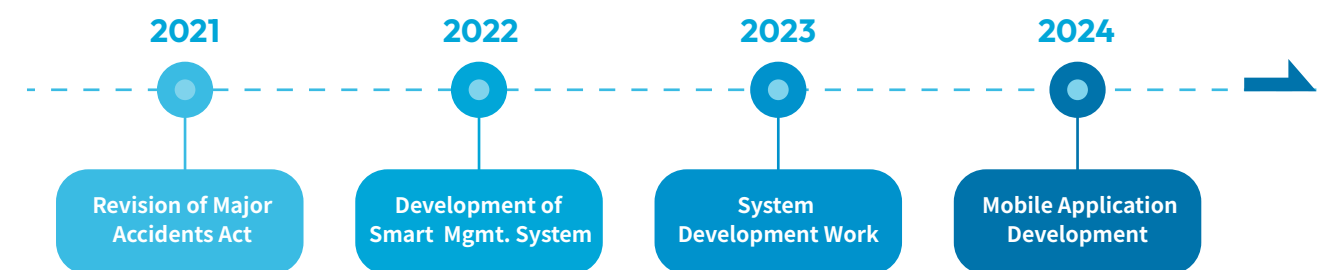 2021
2022
2023
2024
Revision of Major
Accidents Act
Development of
Smart Mgmt. System
System
Development Work
Mobile Application
Development